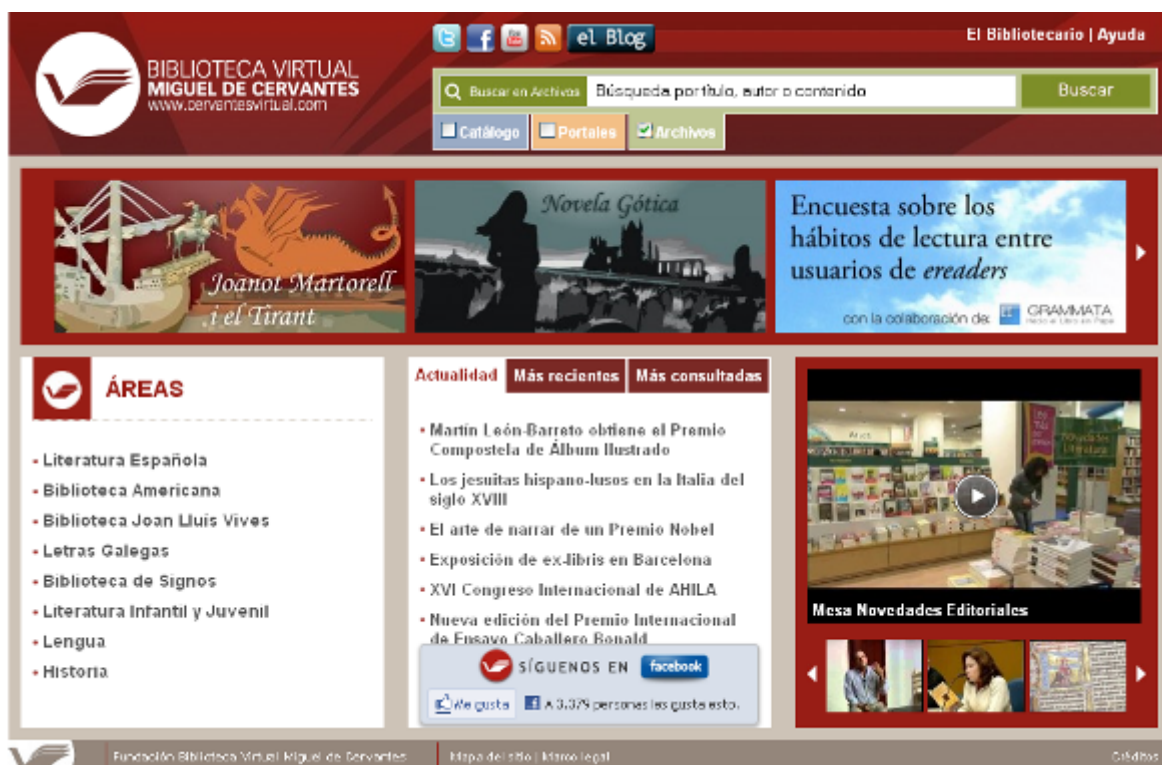 el Blog
El Bibliotecario | Ayuda
BIBLIOTECA VIRTUAL
MIGUEL DE CERVANTES
www.cervantesvirtual.com
Buscar en Archivos
Búsqueda por título, autor o contenido
Buscar
Catálogo
Portales
Archivos
Joanot Martorell
i el Tirant
Novela Gótica
Encuesta sobre los
hábitos de lectura entre
usuarios de ereaders
con la colaboración de:
GRAMMATA
ÁREAS
Literatura Española
Biblioteca Americana
Biblioteca Joan Lluís Vives
Letras Galegas
Biblioteca de Signos
Literatura Infantil y Juvenil
Lengua
Historia
Actualidad
Más recientes
Más consultadas
Martín León-Barreto obtiene el Premio
Compostela de Álbum Ilustrado
Los jesuitas hispano-lusos en la Italia del
siglo XVIII
El arte de narrar de un Premio Nobel
Exposición de ex-libris en Barcelona
XVI Congreso Internacional de AHILA
Nueva edición del Premio Internacional
de Ensayo Caballero Bonald
SÍGUENOS EN facebook
Me gusta
A 3.379 personas les gusta esto.
Novedades
Mesa Novedades Editoriales
Fundación Biblioteca Virtual Miguel de Cervantes
Mapa del sitio | Marco legal
Créditos